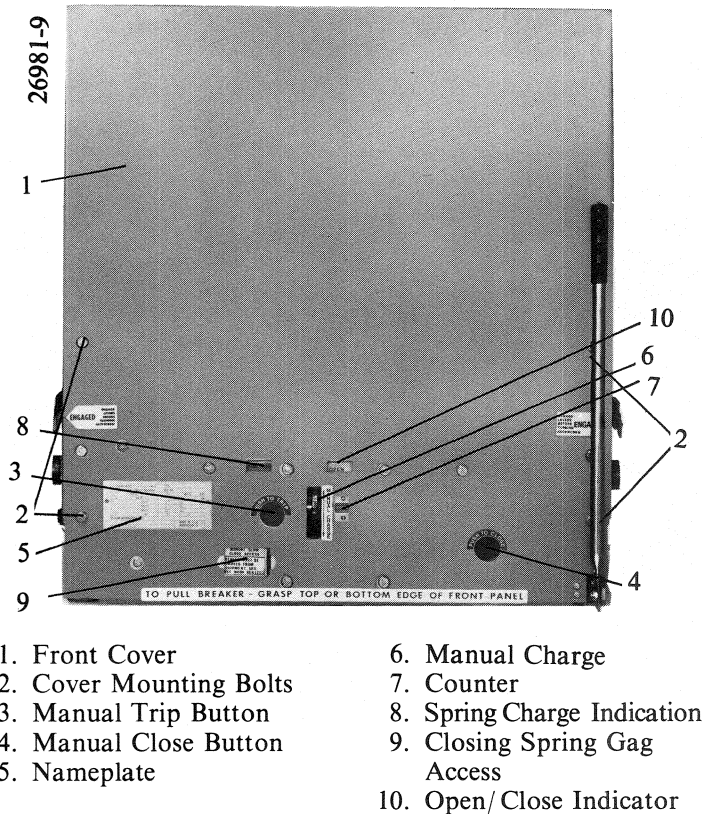 26981-9
1
10
6
7
8
ENGAGED
ENGA
OPEN
2
3
2
5
4
9
TO PULL BREAKER - GRASP TOP OR BOTTOM EDGE OF FRONT PANEL
1. Front Cover
2. Cover Mounting Bolts
3. Manual Trip Button
4. Manual Close Button
5. Nameplate
6. Manual Charge
7. Counter
8. Spring Charge Indication
9. Closing Spring Gag
Access
10. Open/Close Indicator